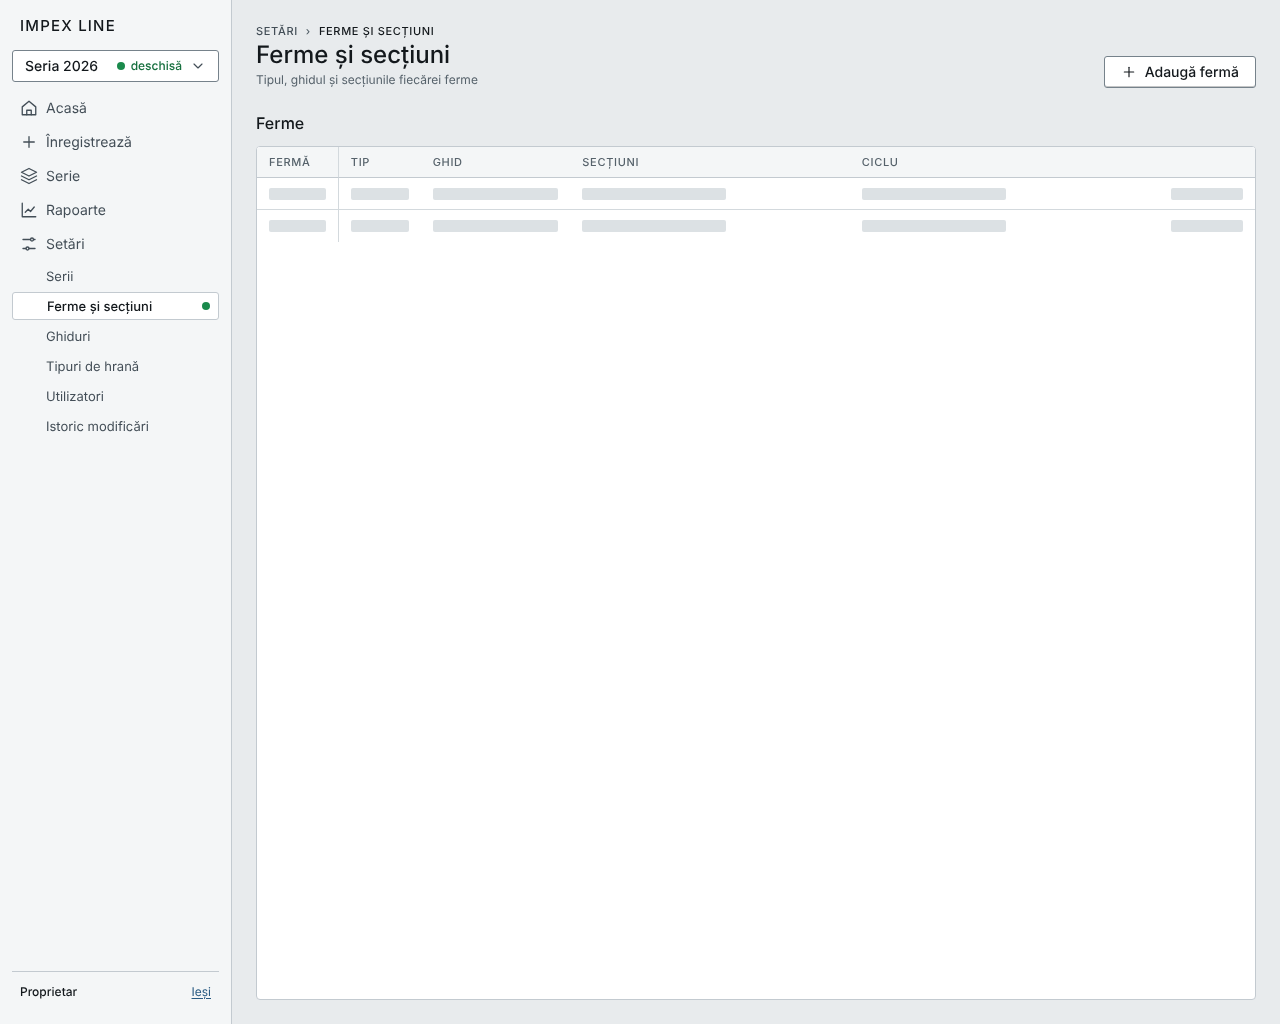 IMPEX LINE
Seria 2026 deschisă
Acasă
Înregistrează
Serie
Rapoarte
Setări
Serii
Ferme și secțiuni
Ghiduri
Tipuri de hrană
Utilizatori
Istoric modificări
Proprietar Ieși
SETĂRI › FERME ȘI SECȚIUNI
Ferme și secțiuni
Tipul, ghidul și secțiunile fiecărei ferme
Adaugă fermă
Ferme
FERMĂ TIP GHID SECȚIUNI CICLU